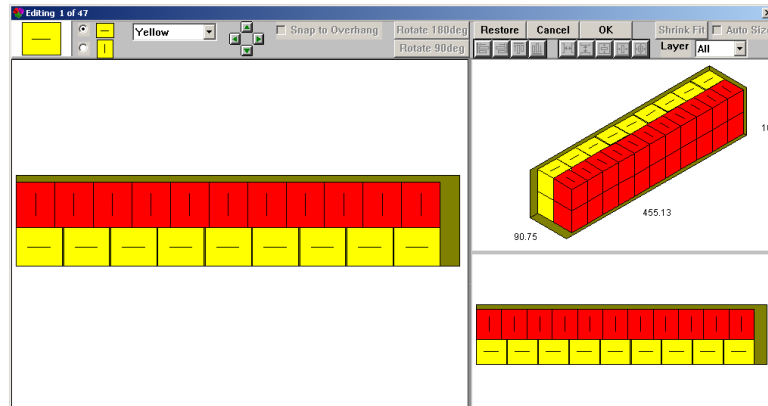 Editing 1 of 47
Yellow
Snap to Overhang
Rotate 180deg
Rotate 90deg
Restore Cancel OK Shrink Fit Auto Size
Layer All
455.13
90.75